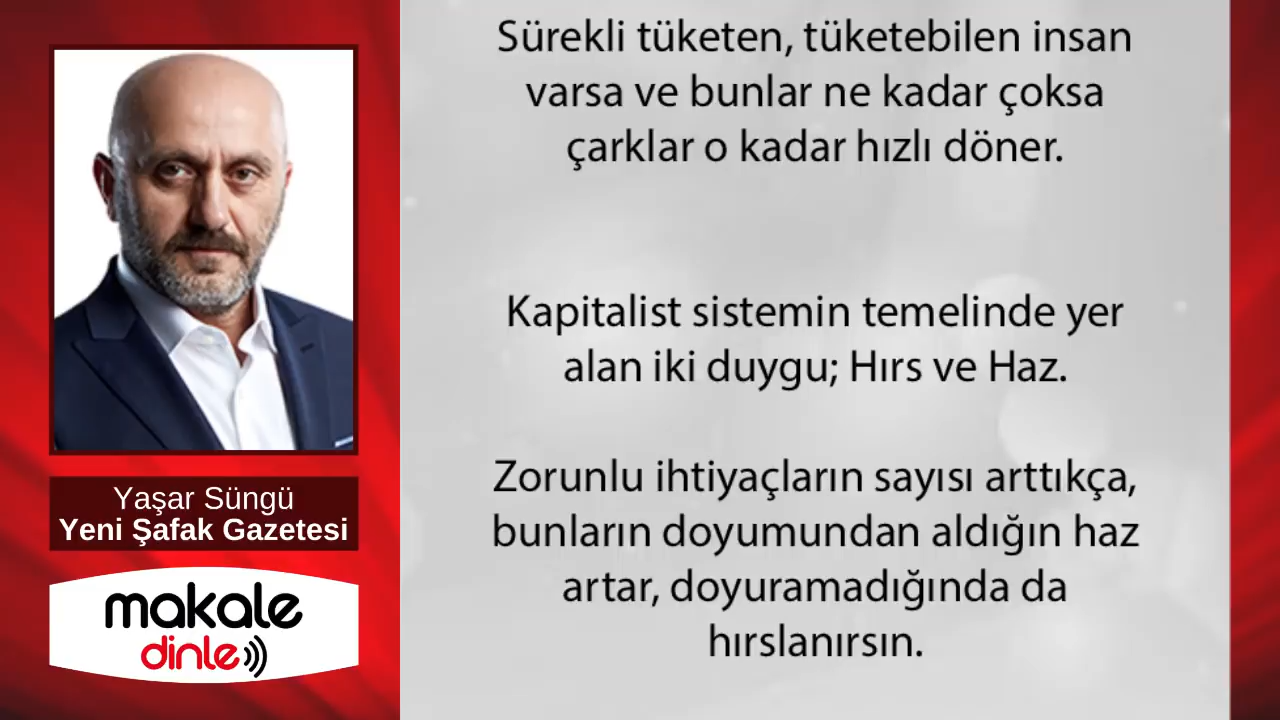 Sürekli tüketen, tüketebilen insan
varsa ve bunlar ne kadar çoksa
çarklar o kadar hızlı döner.
Kapitalist sistemin temelinde yer
alan iki duygu; Hırs ve Haz.
Zorunlu ihtiyaçların sayısı arttıkça,
bunların doyumundan aldığın haz
artar, doyuramadığında da
hırslanırsın.
Yaşar Süngü
Yeni Şafak Gazetesi
makale
dinle